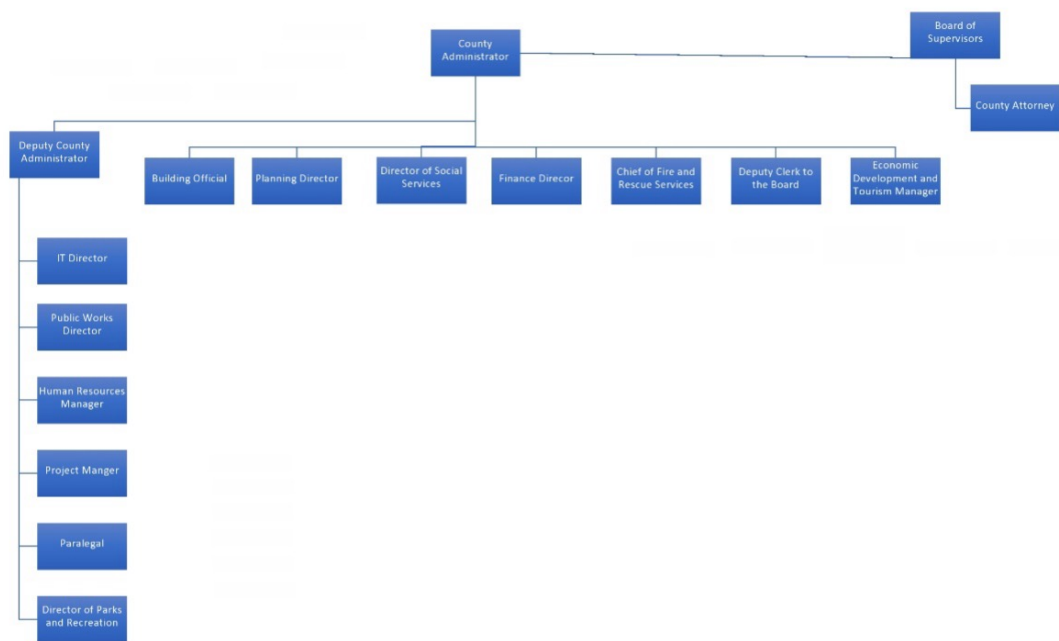 County
Administrator
Board of
Supervisors
County Attorney
Deputy County
Administrator
Building Official
Planning Director
Director of Social
Services
Finance Direcor
Chief of Fire and
Rescue Services
Deputy Clerk to
the Board
Economic
Development and
Tourism Manager
IT Director
Public Works
Director
Human Resources
Manager
Project Manger
Paralegal
Director of Parks
and Recreation